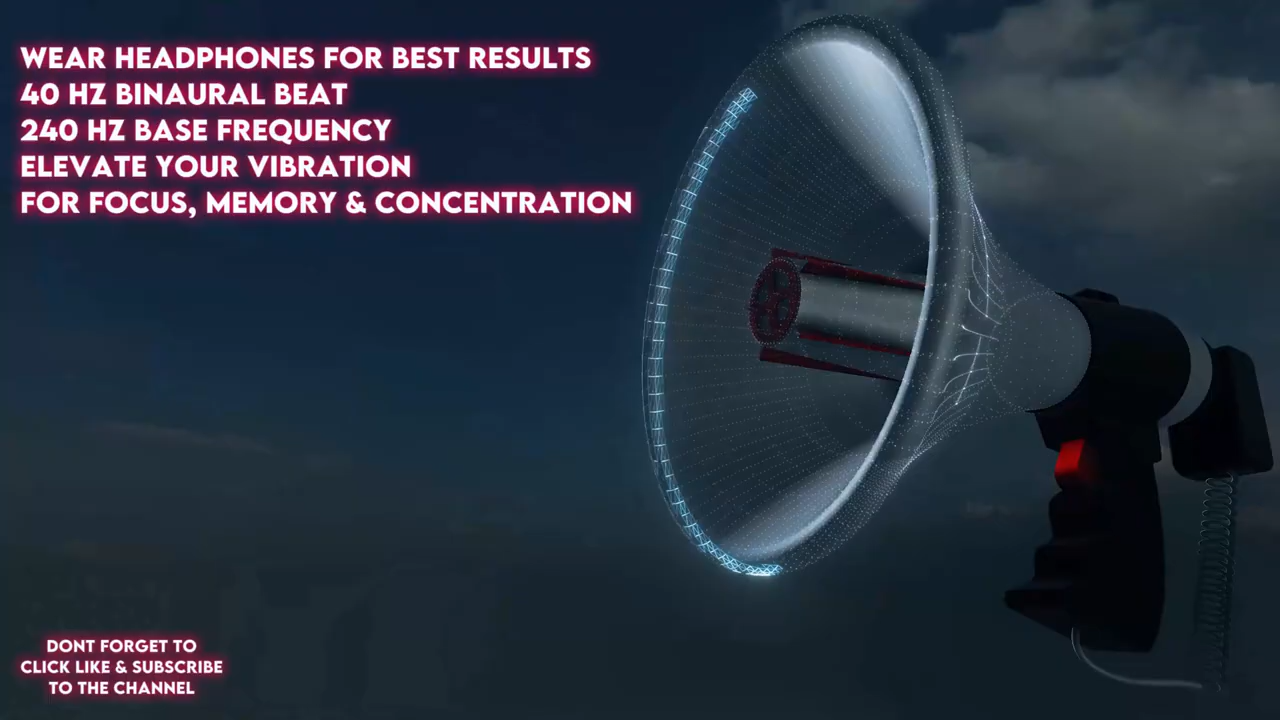 WEAR HEADPHONES FOR BEST RESULTS
40 HZ BINAURAL BEAT
240 HZ BASE FREQUENCY
ELEVATE YOUR VIBRATION
FOR FOCUS, MEMORY & CONCENTRATION
DONT FORGET TO
CLICK LIKE & SUBSCRIBE
TO THE CHANNEL